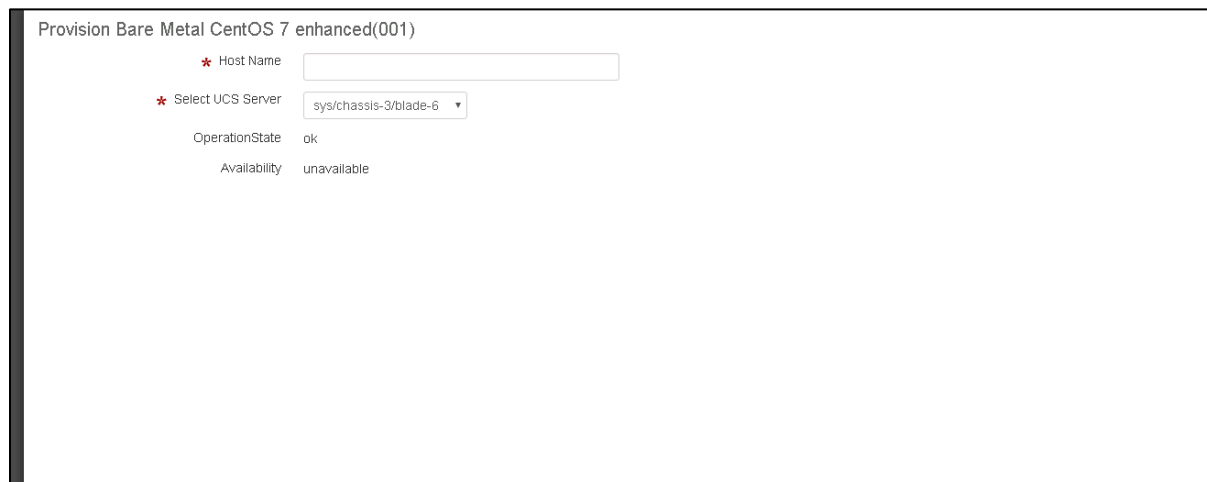 Provision Bare Metal CentOS 7 enhanced(001)
* Host Name
* Select UCS Server sys/chassis-3/blade-6
OperationState ok
Availability unavailable